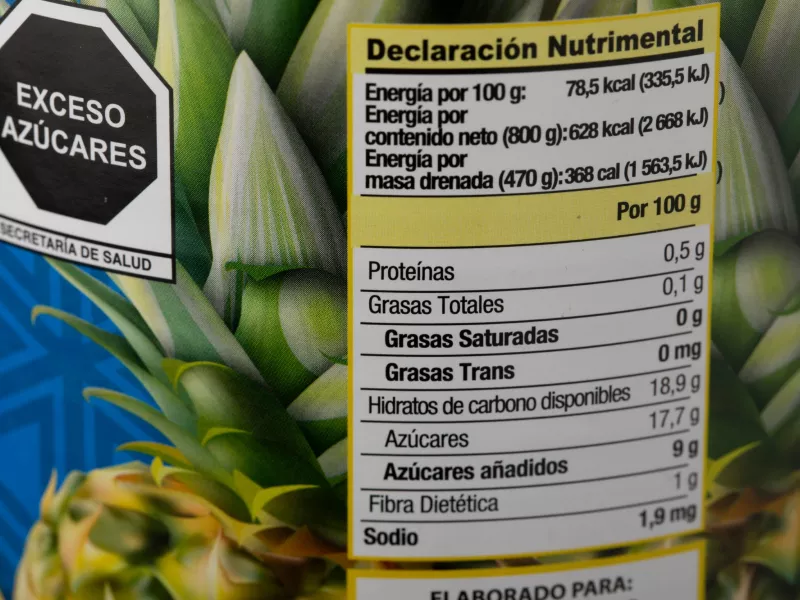 EXCESO
AZÚCARES
SECRETARÍA DE SALUD
Declaración Nutrimental
Energía por 100 g: 78,5 kcal (335,5 kJ)
Energía por
contenido neto (800 g): 628 kcal (2 668 kJ)
Energía por
masa drenada (470 g): 368 cal (1 563,5 kJ)
Por 100 g
Proteínas 0,5 g
Grasas Totales 0,1 g
Grasas Saturadas 0 g
Grasas Trans 0 mg
Hidratos de carbono disponibles 18,9 g
Azúcares 17,7 g
Azúcares añadidos 9 g
Fibra Dietética 1 g
Sodio 1,9 mg
ELABORADO PARA: